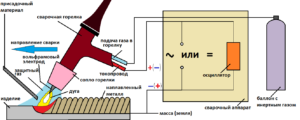 присадочный
материал
сварочная горелка
подача газа в
горелку
направление сварки
вольфрамовый
электрод
защитный
газ
токопровод
сопло горелки
изделие
дуга
наплавленный
металл
масса (земля)
~ или =
осциллятор
сварочный аппарат
баллон с
инертным газом